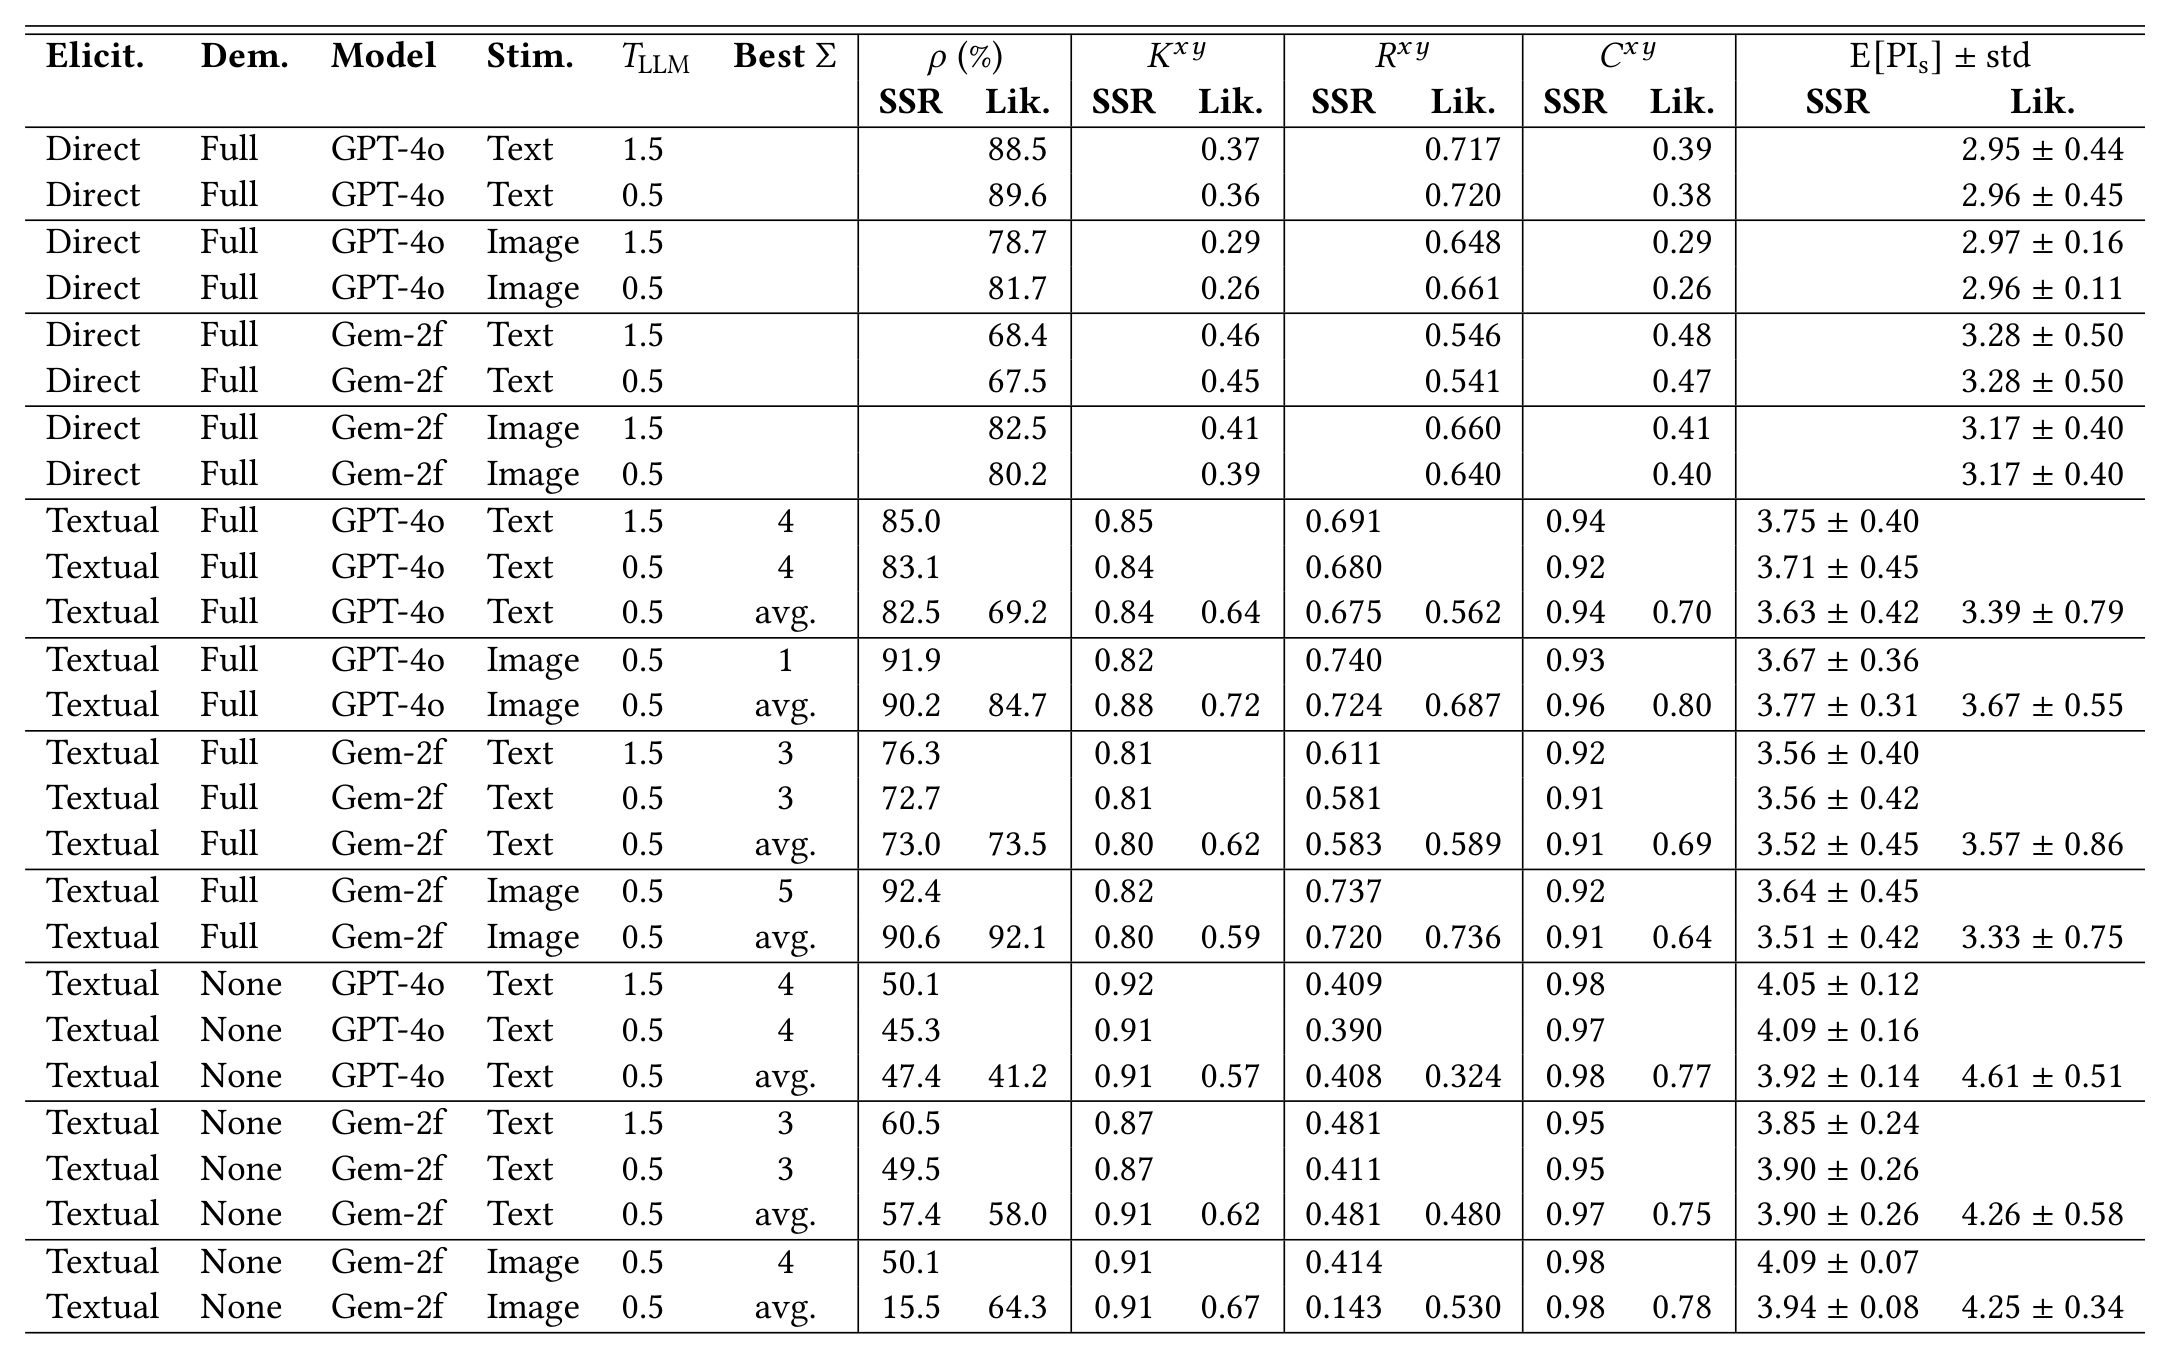 Elicit. Dem. Model Stim. T_LLM Best Σ ρ (%) K^xy R^xy C^xy E[PI_s] ± std
SSR Lik. SSR Lik. SSR Lik. SSR Lik. SSR Lik.
Direct Full GPT-4o Text 1.5 88.5 0.37 0.717 0.39 2.95 ± 0.44
Direct Full GPT-4o Text 0.5 89.6 0.36 0.720 0.38 2.96 ± 0.45
Direct Full GPT-4o Image 1.5 78.7 0.29 0.648 0.29 2.97 ± 0.16
Direct Full GPT-4o Image 0.5 81.7 0.26 0.661 0.26 2.96 ± 0.11
Direct Full Gem-2f Text 1.5 68.4 0.46 0.546 0.48 3.28 ± 0.50
Direct Full Gem-2f Text 0.5 67.5 0.45 0.541 0.47 3.28 ± 0.50
Direct Full Gem-2f Image 1.5 82.5 0.41 0.660 0.41 3.17 ± 0.40
Direct Full Gem-2f Image 0.5 80.2 0.39 0.640 0.40 3.17 ± 0.40
Textual Full GPT-4o Text 1.5 4 85.0 0.85 0.691 0.94 3.75 ± 0.40
Textual Full GPT-4o Text 0.5 4 83.1 0.84 0.680 0.92 3.71 ± 0.45
Textual Full GPT-4o Text 0.5 avg. 82.5 69.2 0.84 0.64 0.675 0.562 0.94 0.70 3.63 ± 0.42 3.39 ± 0.79
Textual Full GPT-4o Image 0.5 1 91.9 0.82 0.740 0.93 3.67 ± 0.36
Textual Full GPT-4o Image 0.5 avg. 90.2 84.7 0.88 0.72 0.724 0.687 0.96 0.80 3.77 ± 0.31 3.67 ± 0.55
Textual Full Gem-2f Text 1.5 3 76.3 0.81 0.611 0.92 3.56 ± 0.40
Textual Full Gem-2f Text 0.5 3 72.7 0.81 0.581 0.91 3.56 ± 0.42
Textual Full Gem-2f Text 0.5 avg. 73.0 73.5 0.80 0.62 0.583 0.589 0.91 0.69 3.52 ± 0.45 3.57 ± 0.86
Textual Full Gem-2f Image 0.5 5 92.4 0.82 0.737 0.92 3.64 ± 0.45
Textual Full Gem-2f Image 0.5 avg. 90.6 92.1 0.80 0.59 0.720 0.736 0.91 0.64 3.51 ± 0.42 3.33 ± 0.75
Textual None GPT-4o Text 1.5 4 50.1 0.92 0.409 0.98 4.05 ± 0.12
Textual None GPT-4o Text 0.5 4 45.3 0.91 0.390 0.97 4.09 ± 0.16
Textual None GPT-4o Text 0.5 avg. 47.4 41.2 0.91 0.57 0.408 0.324 0.98 0.77 3.92 ± 0.14 4.61 ± 0.51
Textual None Gem-2f Text 1.5 3 60.5 0.87 0.481 0.95 3.85 ± 0.24
Textual None Gem-2f Text 0.5 3 49.5 0.87 0.411 0.95 3.90 ± 0.26
Textual None Gem-2f Text 0.5 avg. 57.4 58.0 0.91 0.62 0.481 0.480 0.97 0.75 3.90 ± 0.26 4.26 ± 0.58
Textual None Gem-2f Image 0.5 4 50.1 0.91 0.414 0.98 4.09 ± 0.07
Textual None Gem-2f Image 0.5 avg. 15.5 64.3 0.91 0.67 0.143 0.530 0.98 0.78 3.94 ± 0.08 4.25 ± 0.34